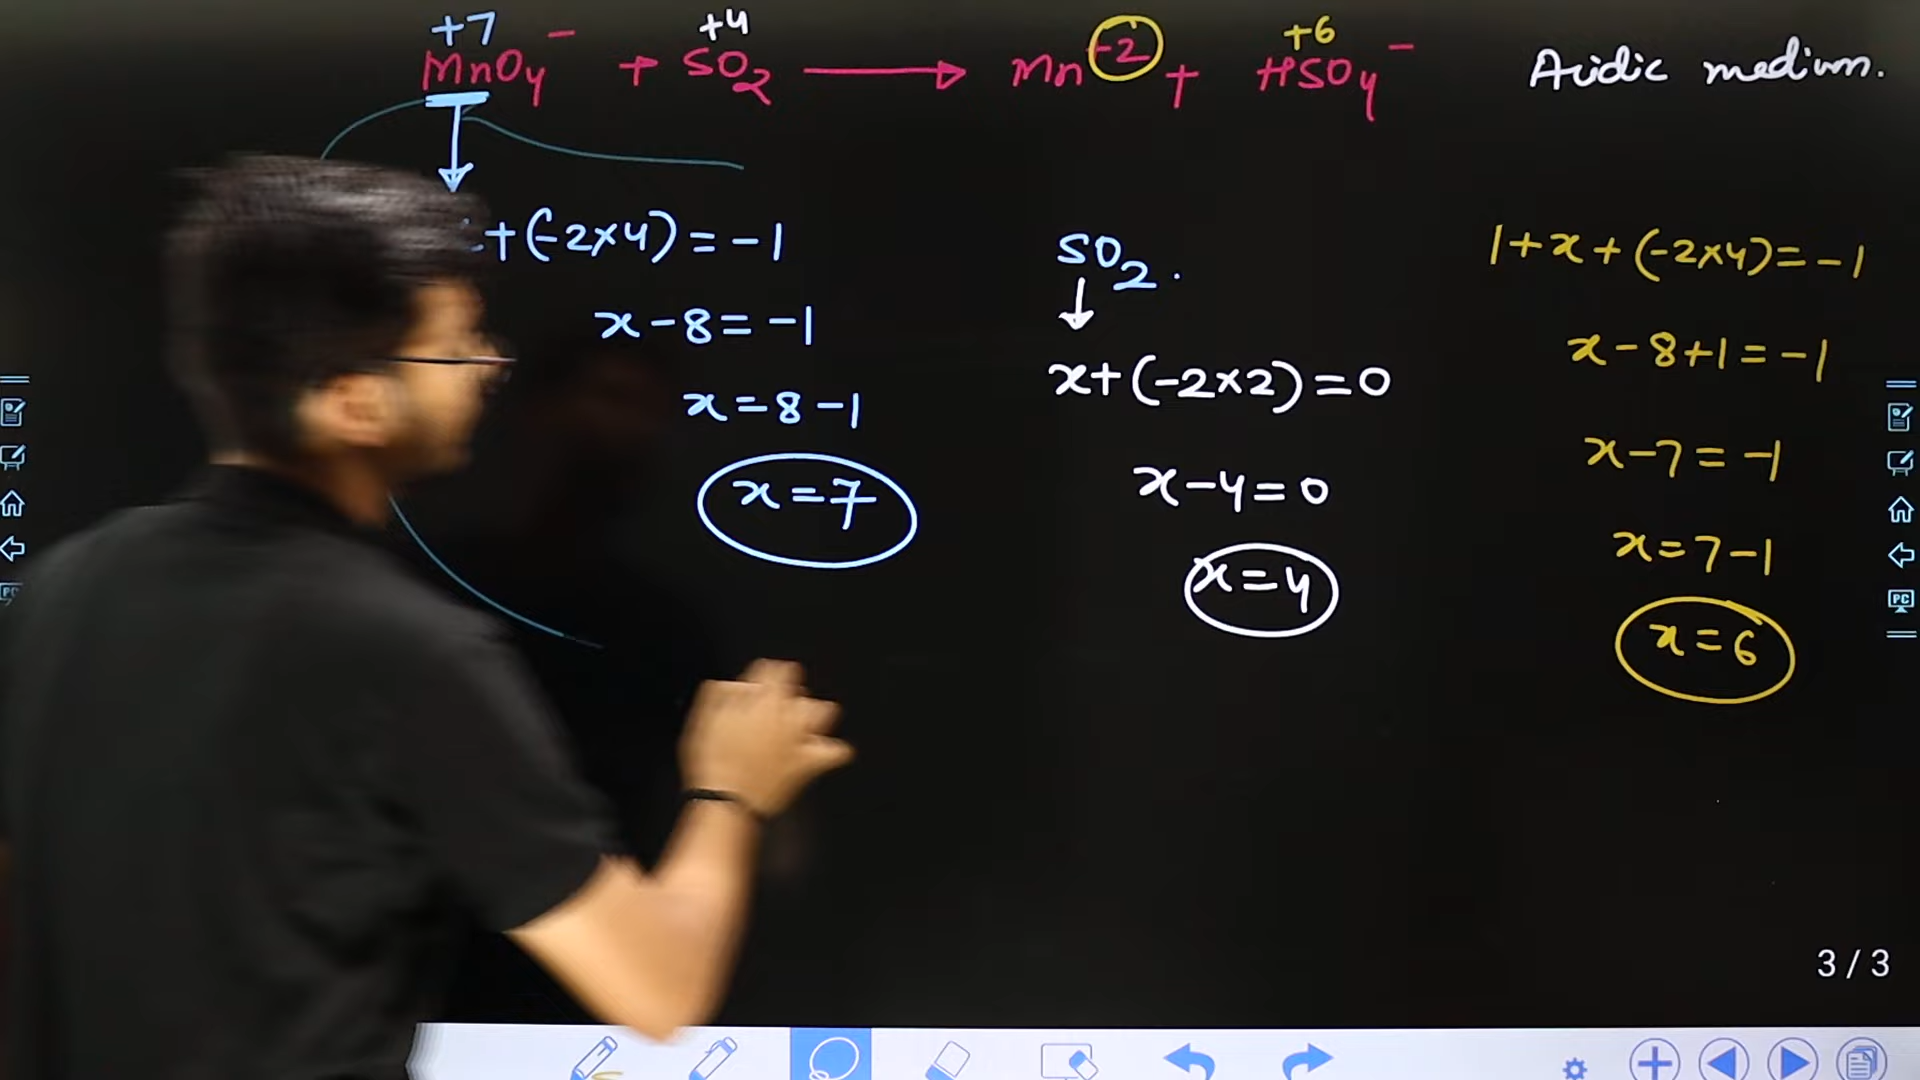 +7 +4 +6
MnO4⁻ + SO2 ⟶ Mn⁻² + HSO4⁻ Acidic medium.
+(-2×4) = -1
x-8 = -1
x=8-1
x=7
SO2.
x+(-2×2)=0
x-4=0
x=4
1+x+(-2×4)=-1
x-8+1=-1
x-7=-1
x=7-1
x=6
PC
3/3